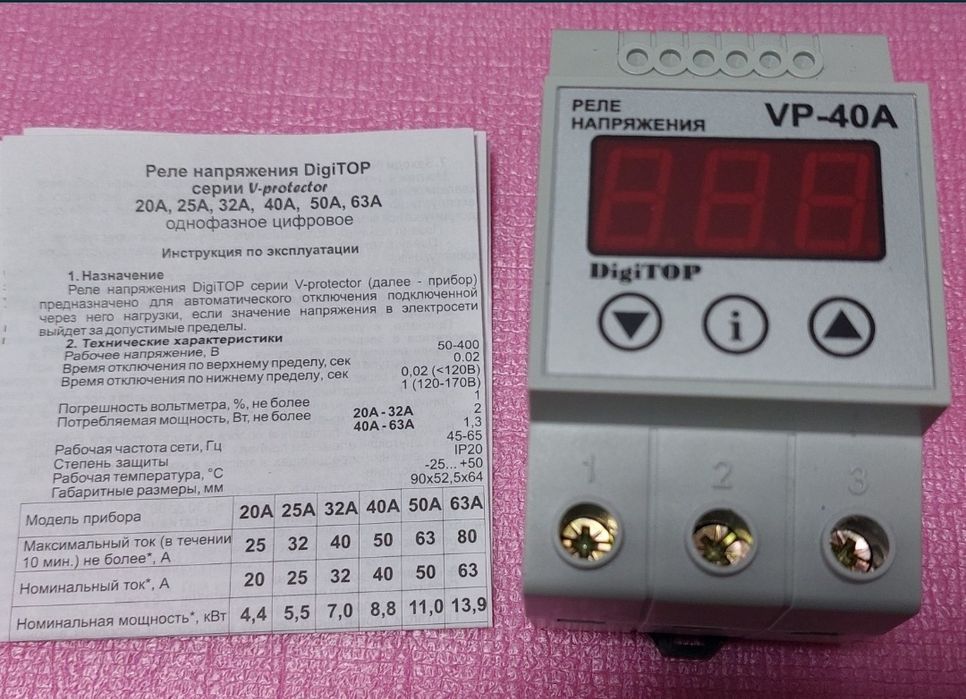 Реле напряжения DigiTOP
серии V-protector
20А, 25А, 32А, 40А, 50А, 63А
однофазное цифровое
Инструкция по эксплуатации
1. Назначение
Реле напряжения DigiTOP серии V-protector (далее - прибор)
предназначено для автоматического отключения подключенной
через него нагрузки, если значение напряжения в электросети
выйдет за допустимые пределы.
2. Технические характеристики
Рабочее напряжение, В 50-400
Время отключения по верхнему пределу, сек 0.02
Время отключения по нижнему пределу, сек 0,02 (<120В)
1 (120-170В)
Погрешность вольтметра, %, не более 1
Потребляемая мощность, Вт, не более 20А - 32А 2
40А - 63А 1,3
Рабочая частота сети, Гц 45-65
Степень защиты IP20
Рабочая температура, °С -25... +50
Габаритные размеры, мм 90х52,5х64
Модель прибора 20А 25А 32А 40А 50А 63А
Максимальный ток (в течении
10 мин.) не более*, А 25 32 40 50 63 80
Номинальный ток*, А 20 25 32 40 50 63
Номинальная мощность*, кВт 4,4 5,5 7,0 8,8 11,0 13,9
РЕЛЕ
НАПРЯЖЕНИЯ
VP-40A
DigiTOP
i
1 2 3